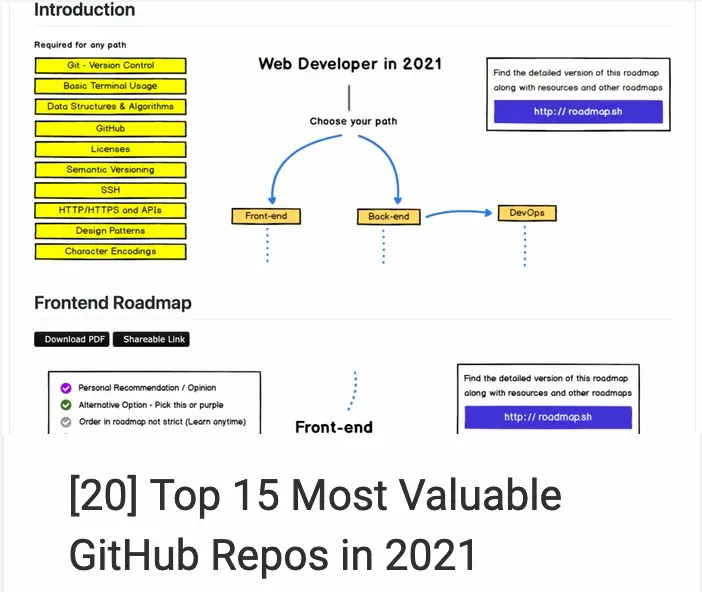 Introduction
Required for any path
Git - Version Control
Basic Terminal Usage
Data Structures & Algorithms
GitHub
Licenses
Semantic Versioning
SSH
HTTP/HTTPS and APIs
Design Patterns
Character Encodings
Web Developer in 2021
Choose your path
Front-end
Back-end
DevOps
Find the detailed version of this roadmap
along with resources and other roadmaps
http:// roadmap.sh
Frontend Roadmap
Download PDF
Shareable Link
Personal Recommendation / Opinion
Alternative Option - Pick this or purple
Order in roadmap not strict (Learn anytime)
Front-end
Find the detailed version of this roadmap
along with resources and other roadmaps
http:// roadmap.sh
[20] Top 15 Most Valuable
GitHub Repos in 2021